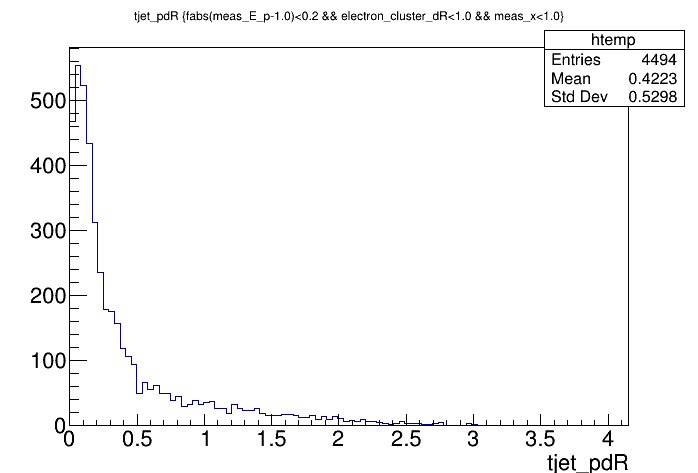 tjet_pdR {fabs(meas_E_p-1.0)<0.2 && electron_cluster_dR<1.0 && meas_x<1.0}
htemp
Entries 4494
Mean 0.4223
Std Dev 0.5298
500
400
300
200
100
0
0 0.5 1 1.5 2 2.5 3 3.5 4
tjet_pdR